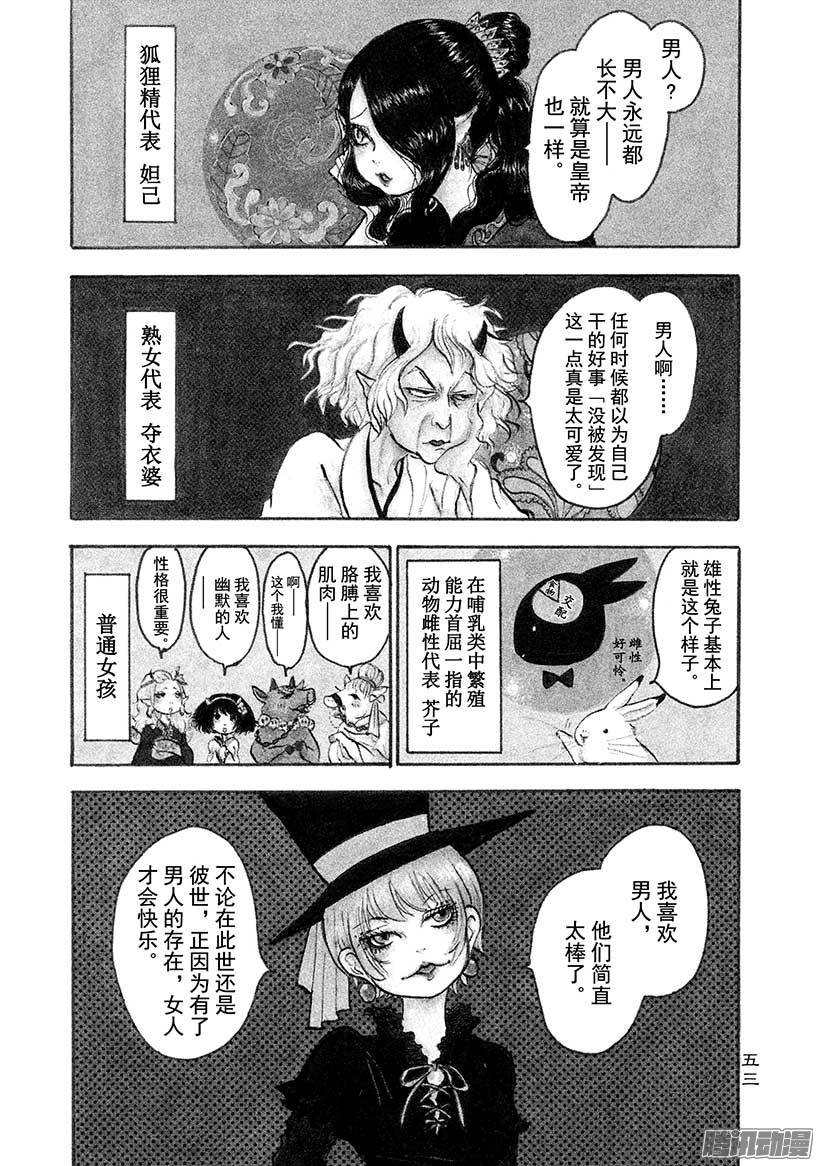 男人？
男人永远都
长不大——
就算是皇帝
也一样。
狐狸精代表 妲己
男人啊……
任何时候都以为自己
干的好事「没被发现」
这一点真是太可爱了。
熟女代表 夺衣婆
雄性兔子基本上
就是这个样子。
食物
交配
雌性
好可怜。
在哺乳类中繁殖
能力首屈一指的
动物雌性代表 芥子
我喜欢
胳膊上的
肌肉——
啊——
这个我懂——
我喜欢
幽默的人
——
性格很重要。
普通女孩
我喜欢
男人，
他们简直
太棒了。
不论在此世还是
彼世，正因为有了
男人的存在，女人
才会快乐。
五三
腾讯动漫